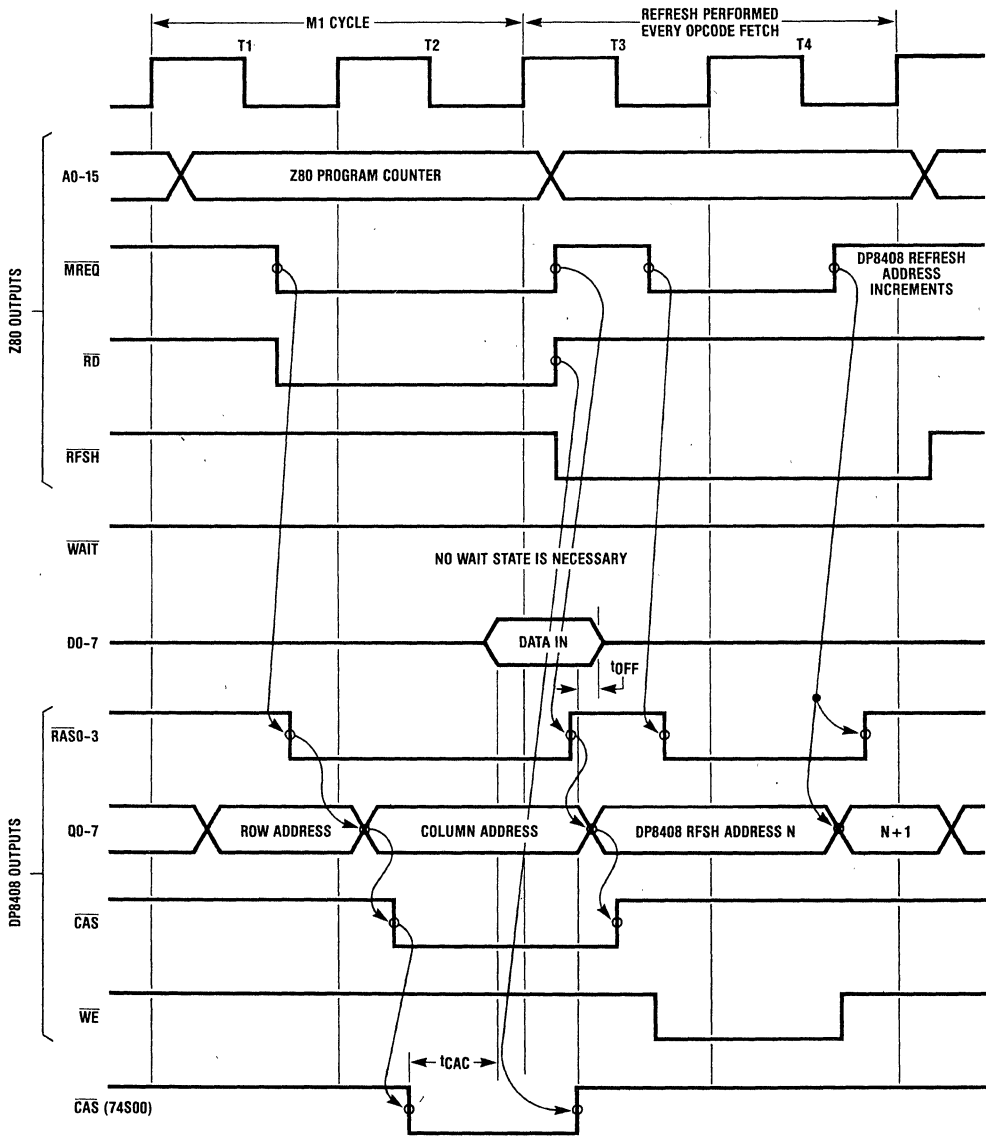 M1 CYCLE
REFRESH PERFORMED
EVERY OPCODE FETCH
T1
T2
T3
T4
Z80 OUTPUTS
A0-15
Z80 PROGRAM COUNTER
MREQ
DP8408 REFRESH
ADDRESS
INCREMENTS
RD
RFSH
WAIT
NO WAIT STATE IS NECESSARY
D0-7
DATA IN
tOFF
DP8408 OUTPUTS
RAS0-3
Q0-7
ROW ADDRESS
COLUMN ADDRESS
DP8408 RFSH ADDRESS N
N+1
CAS
WE
tCAC
CAS (74S00)